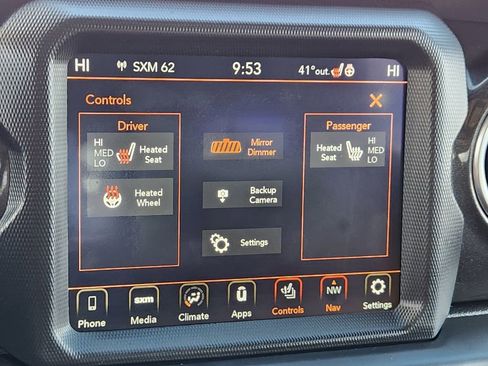 HI SXM 62 9:53 41°out. HI
Controls X
Driver
HI
MED
LO
Heated
Seat
Heated
Wheel
Mirror
Dimmer
Backup
Camera
Settings
Passenger
Heated
Seat
HI
MED
LO
Phone
sxm
Media
Climate
u
Apps
Controls
NW
Nav
Settings